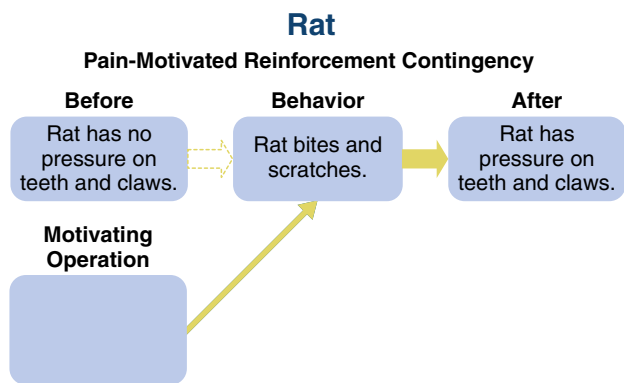 Rat
Pain-Motivated Reinforcement Contingency
Before
Behavior
After
Rat has no
pressure on
teeth and claws.
Rat bites and
scratches.
Rat has
pressure on
teeth and claws.
Motivating
Operation